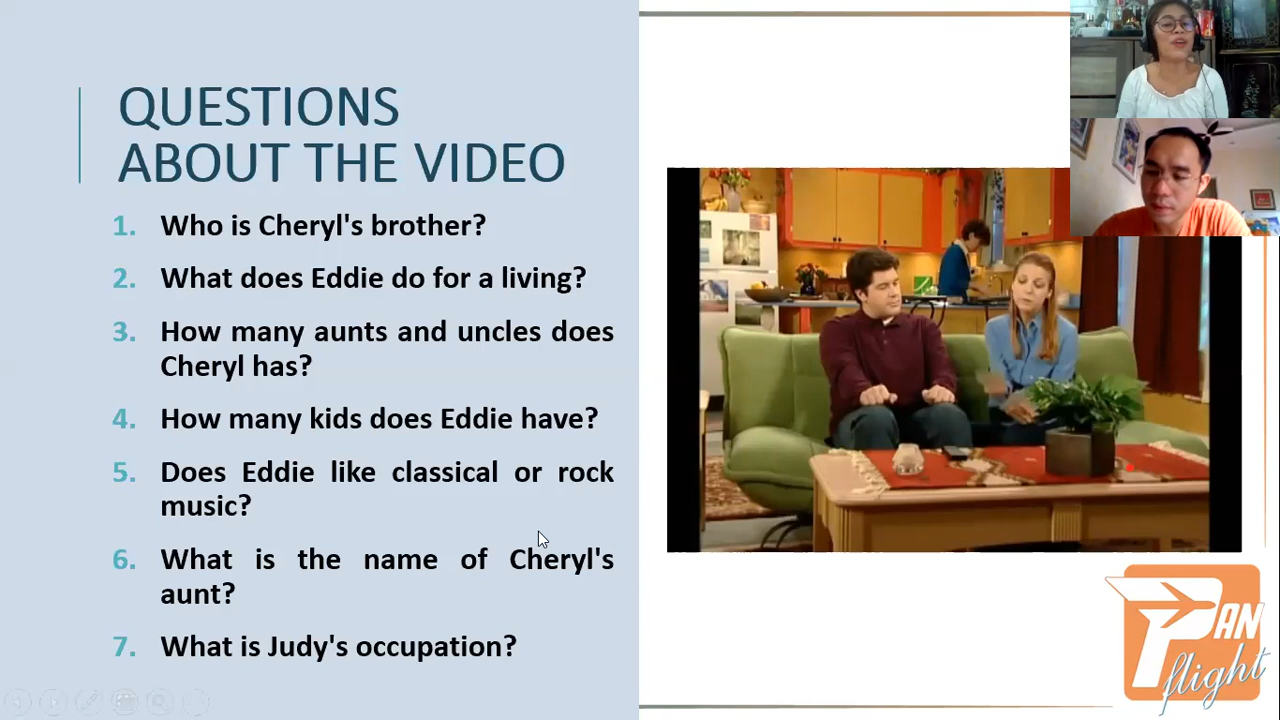 QUESTIONS
ABOUT THE VIDEO
1. Who is Cheryl's brother?
2. What does Eddie do for a living?
3. How many aunts and uncles does
Cheryl has?
4. How many kids does Eddie have?
5. Does Eddie like classical or rock
music?
6. What is the name of Cheryl's
aunt?
7. What is Judy's occupation?
PAN
flight